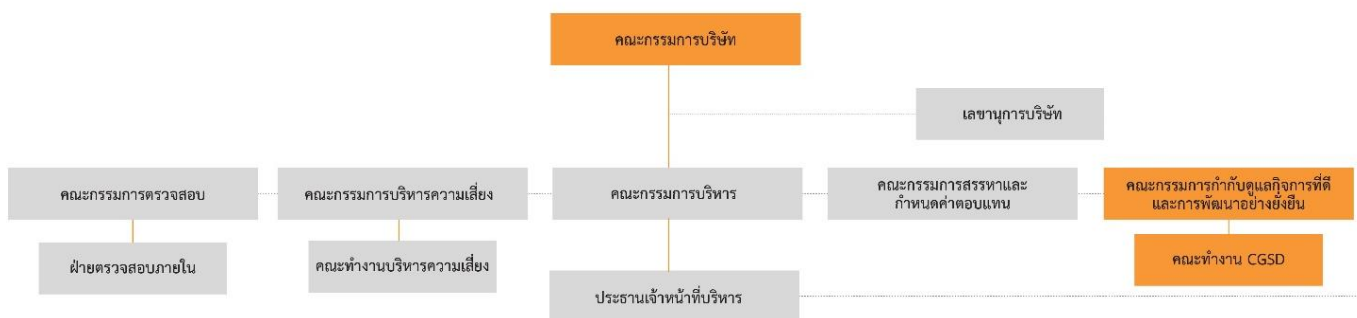 คณะกรรมการบริษัท
เลขานุการบริษัท
คณะกรรมการตรวจสอบ
คณะกรรมการบริหารความเสี่ยง
คณะกรรมการบริหาร
คณะกรรมการสรรหาและ
กำหนดค่าตอบแทน
คณะกรรมการกำกับดูแลกิจการที่ดี
และการพัฒนาอย่างยั่งยืน
ฝ่ายตรวจสอบภายใน
คณะทำงานบริหารความเสี่ยง
คณะทำงาน CGSD
ประธานเจ้าหน้าที่บริหาร